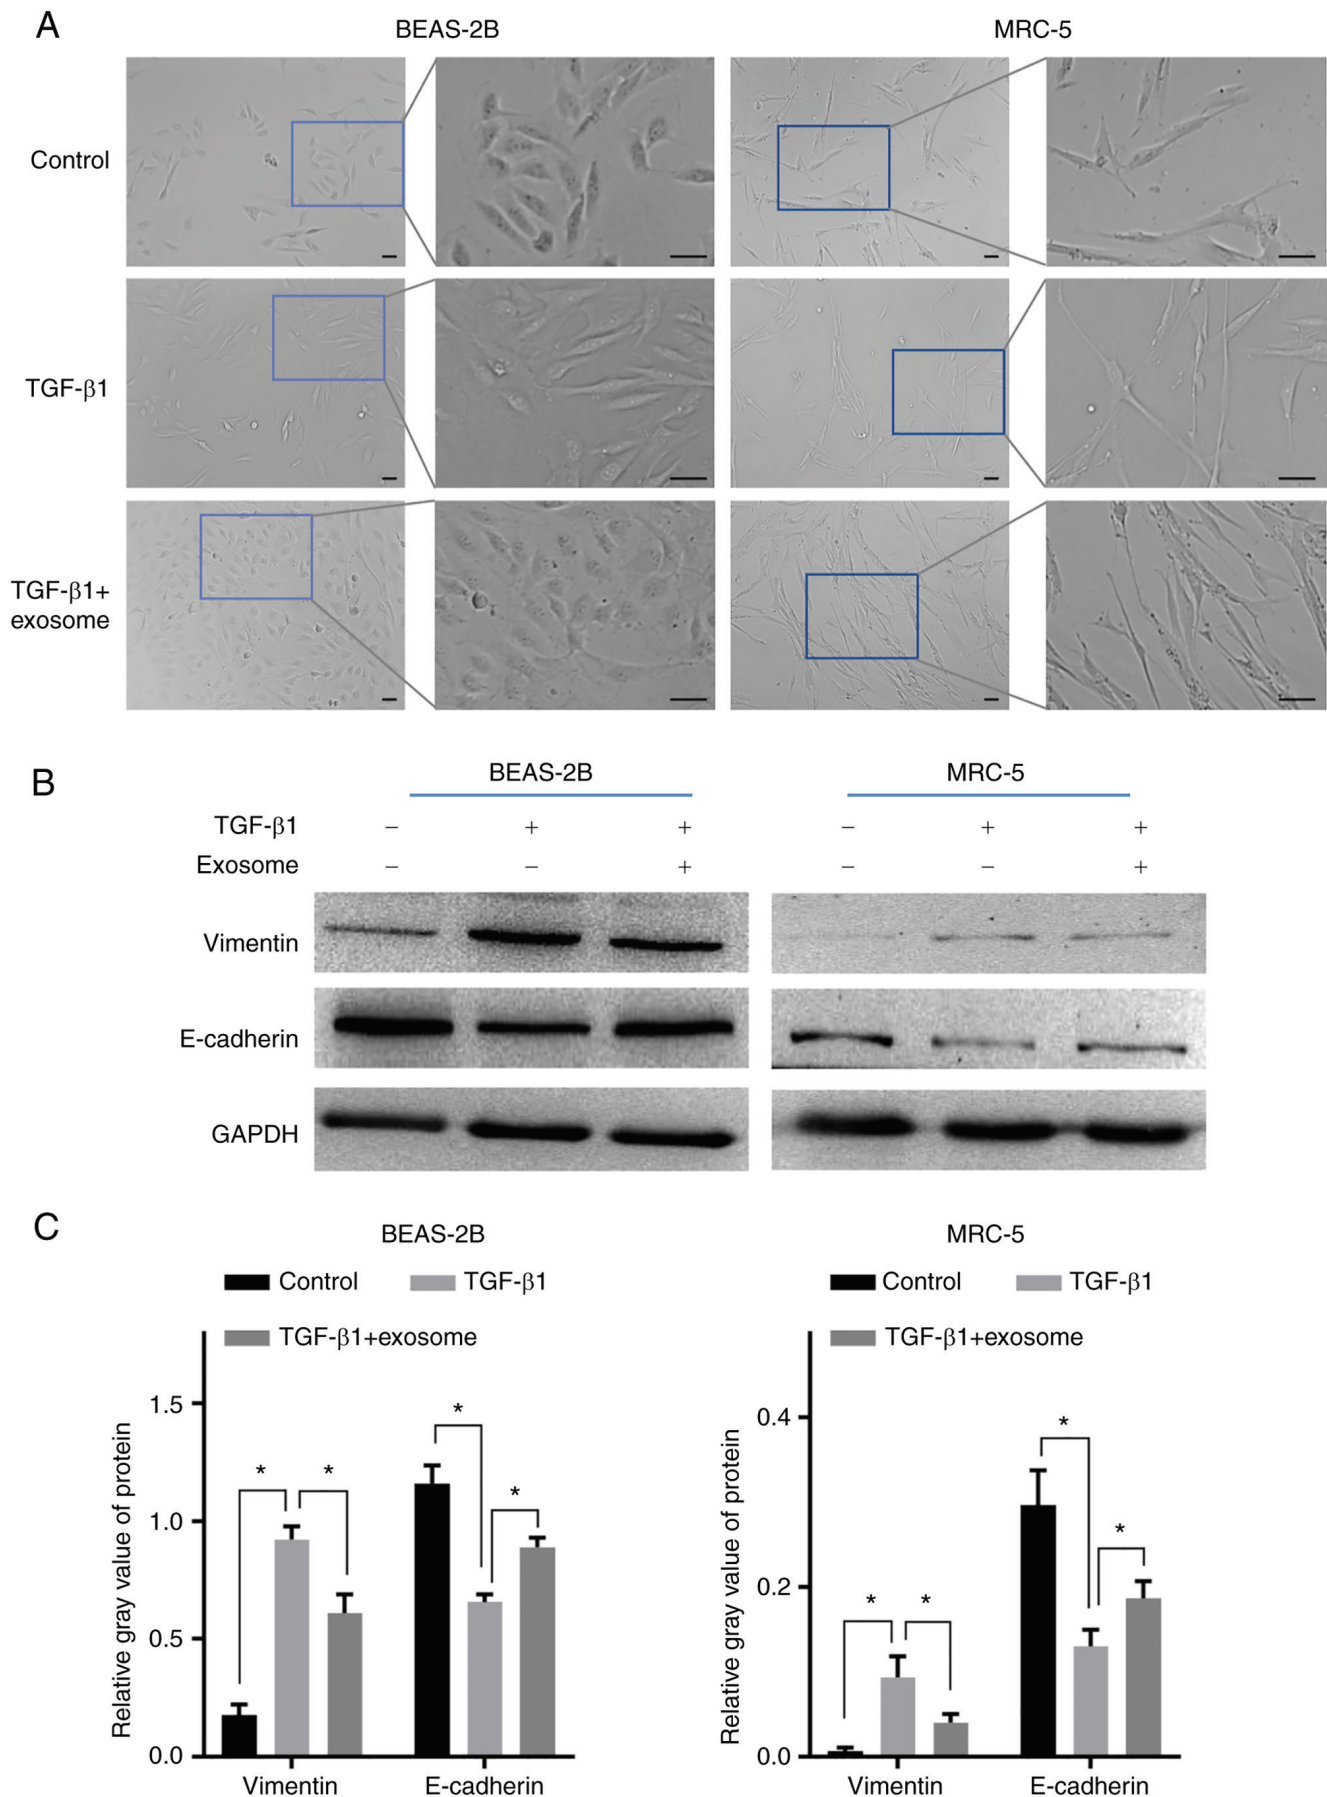 A
BEAS-2B
MRC-5
Control
TGF-β1
TGF-β1+
exosome
B
BEAS-2B
MRC-5
TGF-β1 − + + − + +
Exosome − − + − − +
Vimentin
E-cadherin
GAPDH
C
BEAS-2B
Control
TGF-β1
TGF-β1+exosome
Relative gray value of protein
1.5
1.0
0.5
0.0
* * * *
Vimentin
E-cadherin
MRC-5
Control
TGF-β1
TGF-β1+exosome
Relative gray value of protein
0.4
0.2
0.0
* * * *
Vimentin
E-cadherin